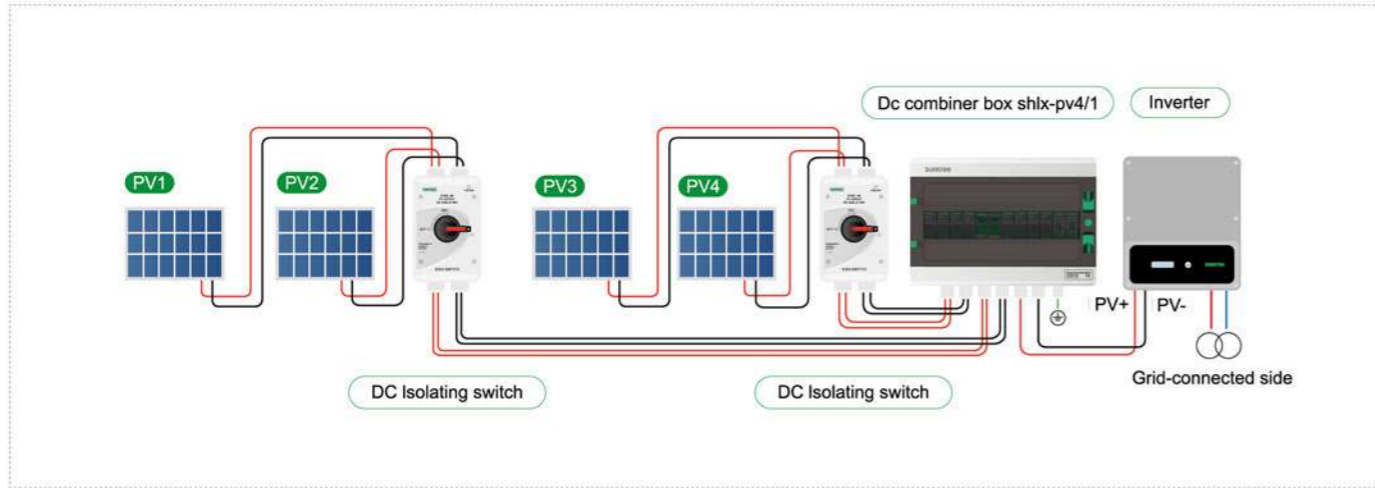 Dc combiner box shlx-pv4/1
Inverter
PV1
PV2
PV3
PV4
suntree
PV+
PV-
Grid-connected side
DC Isolating switch
DC Isolating switch